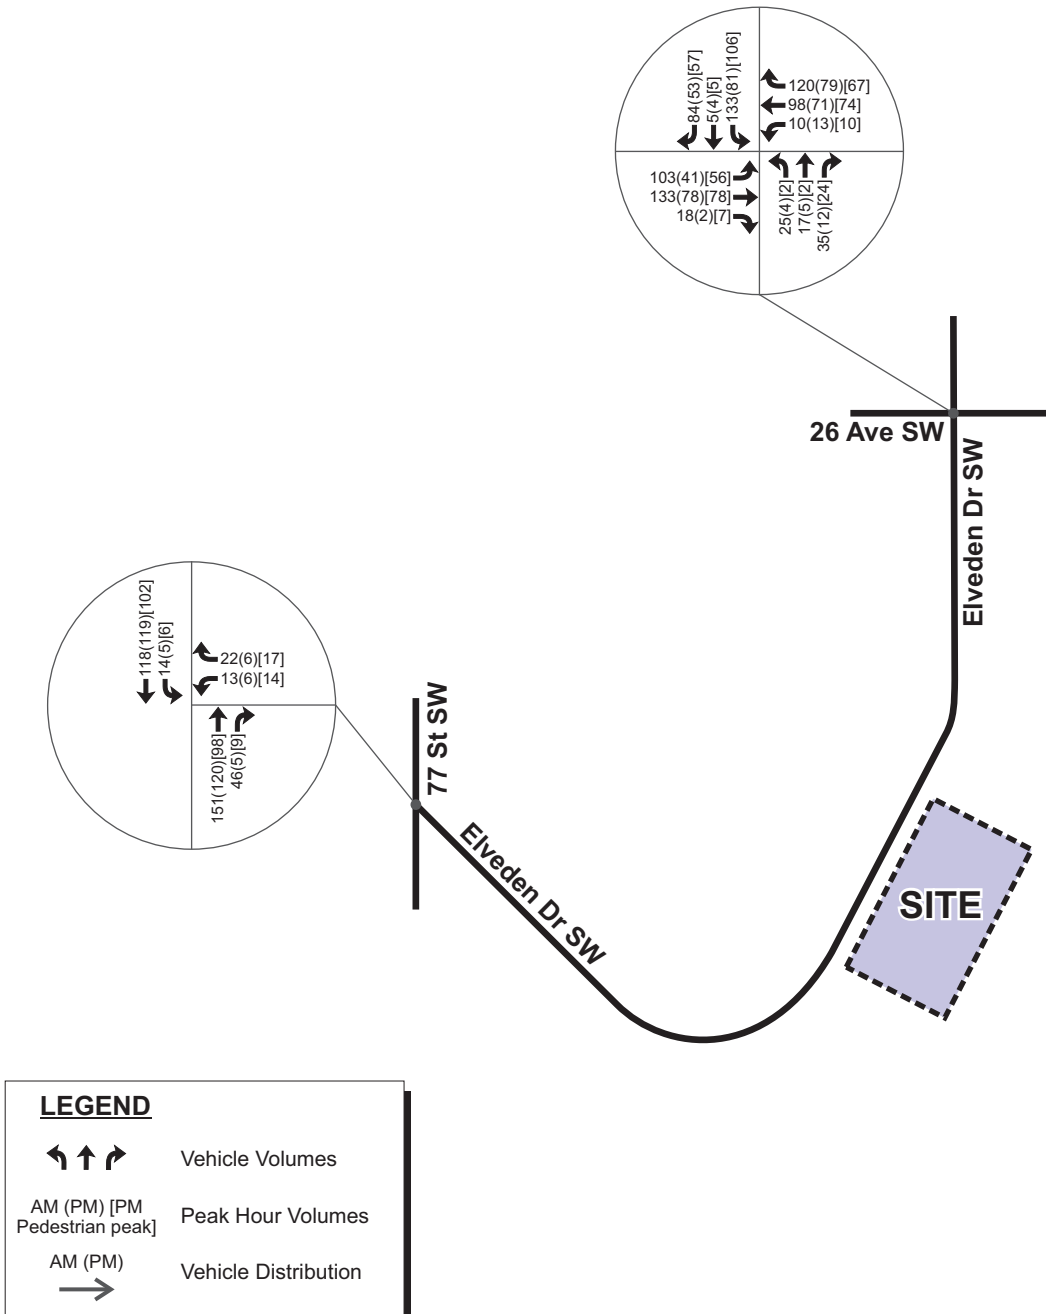 84(53)[57]
5(4)[5]
133(81)[106]
120(79)[67]
98(71)[74]
10(13)[10]
103(41)[56]
133(78)[78]
18(2)[7]
25(4)[2]
17(5)[2]
35(12)[24]
26 Ave SW
Elveden Dr SW
118(119)[102]
14(5)[6]
22(6)[17]
13(6)[14]
151(120)[98]
46(5)[9]
77 St SW
Elveden Dr SW
SITE
LEGEND
Vehicle Volumes
AM (PM) [PM
Pedestrian peak]
Peak Hour Volumes
AM (PM)
Vehicle Distribution